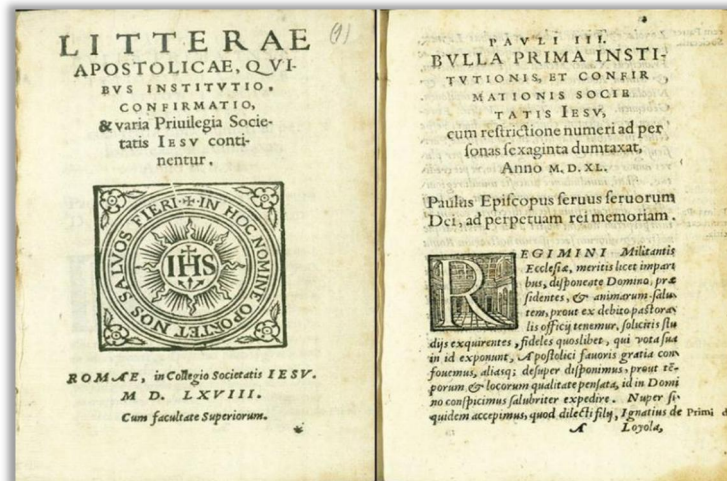 LITTERAE
APOSTOLICAE, QVI-
BVS INSTITVTIO,
CONFIRMATIO,
& varia Priuilegia Socie-
tatis IESV conti-
nentur.
IN HOC NOMINE OPORTET NOS SALVOS FIERI
IHS
ROMAE, in Collegio Societatis IESV.
M D. LXVIII.
Cum facultate Superiorum.
PAVLI III.
BVLLA PRIMA INSTI-
TVTIONIS, ET CONFIR
MATIONIS SOCIE
TATIS IESV,
cum restrictione numeri ad per
sonas sexaginta dumtaxat,
Anno M.D.XL.
Paulus Episcopus seruus seruorum
Dei, ad perpetuam rei memoriam.
REGIMINI Militantis
Ecclesiæ, meritis licet impari
bus, disponente Domino, præ
sidentes, & animarum salu
tem, prout ex debito pastora
lis officij tenemur, solicitis stu
dijs exquirentes, fideles quoslibet, qui vota sua
in id exponunt, Apostolici fauoris gratia con
fouemus, aliasq; desuper disponimus, prout tē-
porum & locorum qualitate pensata, id in Domi
no conspicimus salubriter expedire. Nuper si-
quidem accepimus, quod dilecti filij, Ignatius de
Primi
A Loyola,